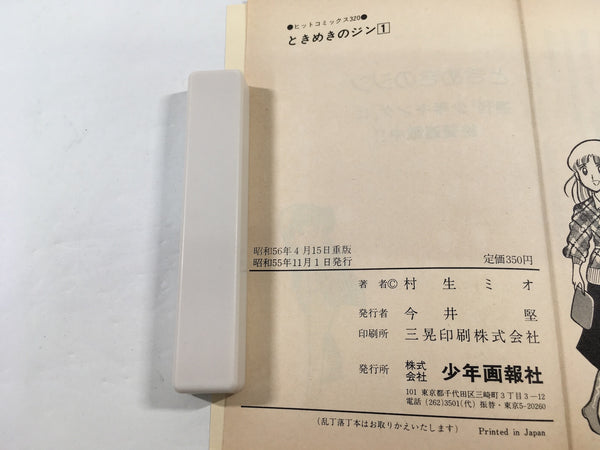 ●ヒットコミックス320●
ときめきのジン1
昭和56年4月15日重版
昭和55年11月1日発行
定価350円
著者© 村生ミオ
発行者 今井堅
印刷所 三晃印刷株式会社
発行所 株式会社 少年画報社
101 東京都千代田区三崎町3丁目3-12
電話 (262)3501(代) 振替・東京5-20260
(乱丁落丁本はお取りかえいたします) Printed in Japan